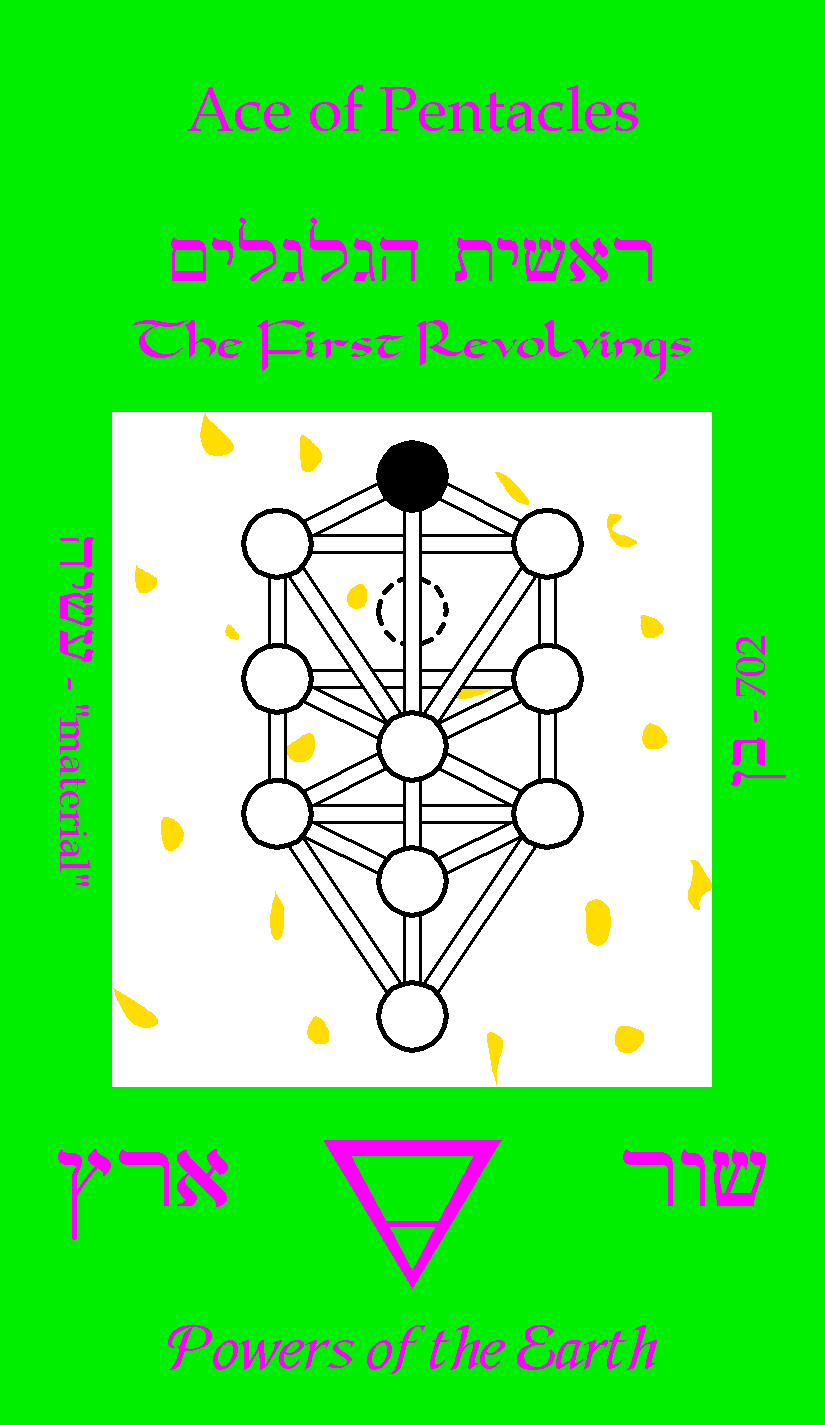 Ace of Pentacles
ראשית הגלגלים
The First Revolvings
עשיה - "material"
בן - 702
ארץ
שור
Powers of the Earth